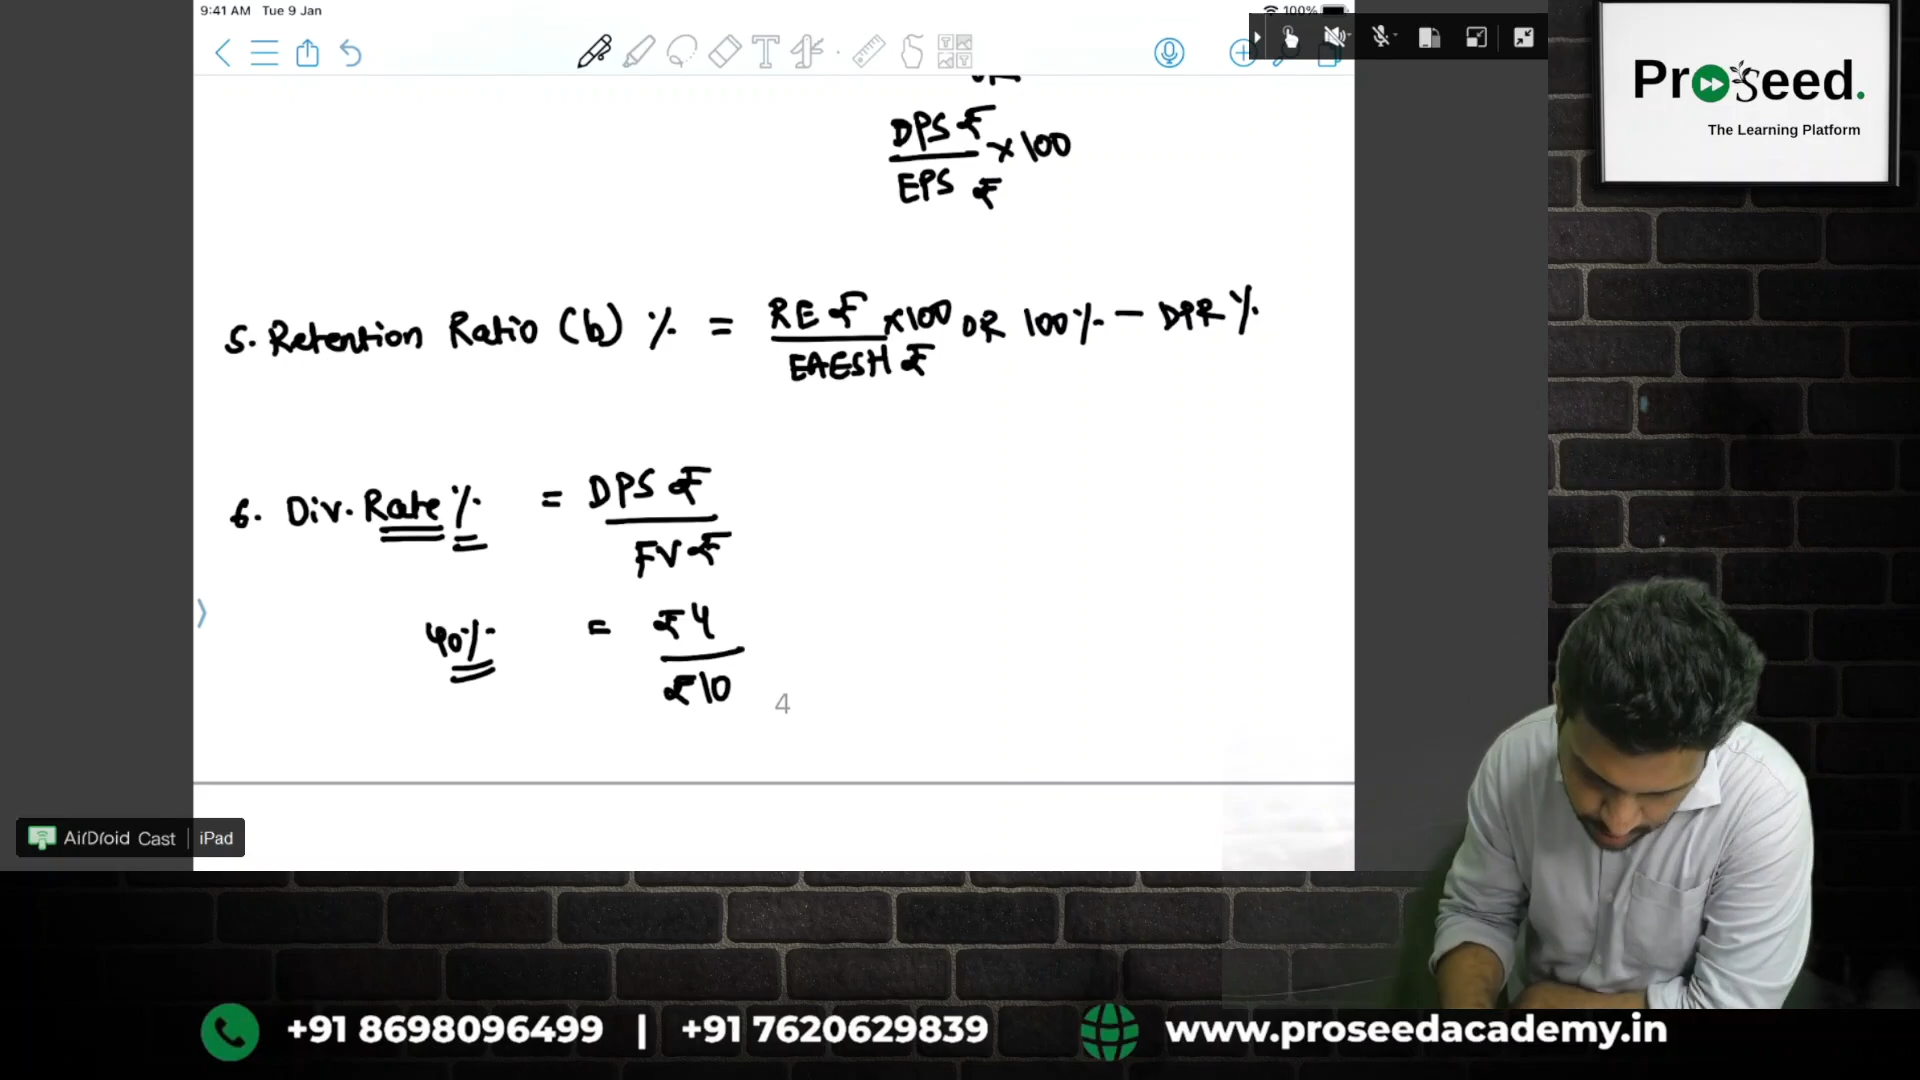 9:41 AM Tue 9 Jan
100%
Proseed.
The Learning Platform
DPS ₹
EPS ₹
×100
5. Retention Ratio (b) % = RE ₹ / EAESH ₹ ×100 OR 100% - DPR %
6. Div. Rate % = DPS ₹
FV ₹
40% = ₹4
₹10
4
AirDroid Cast | iPad
+91 8698096499 | +91 7620629839
www.proseedacademy.in